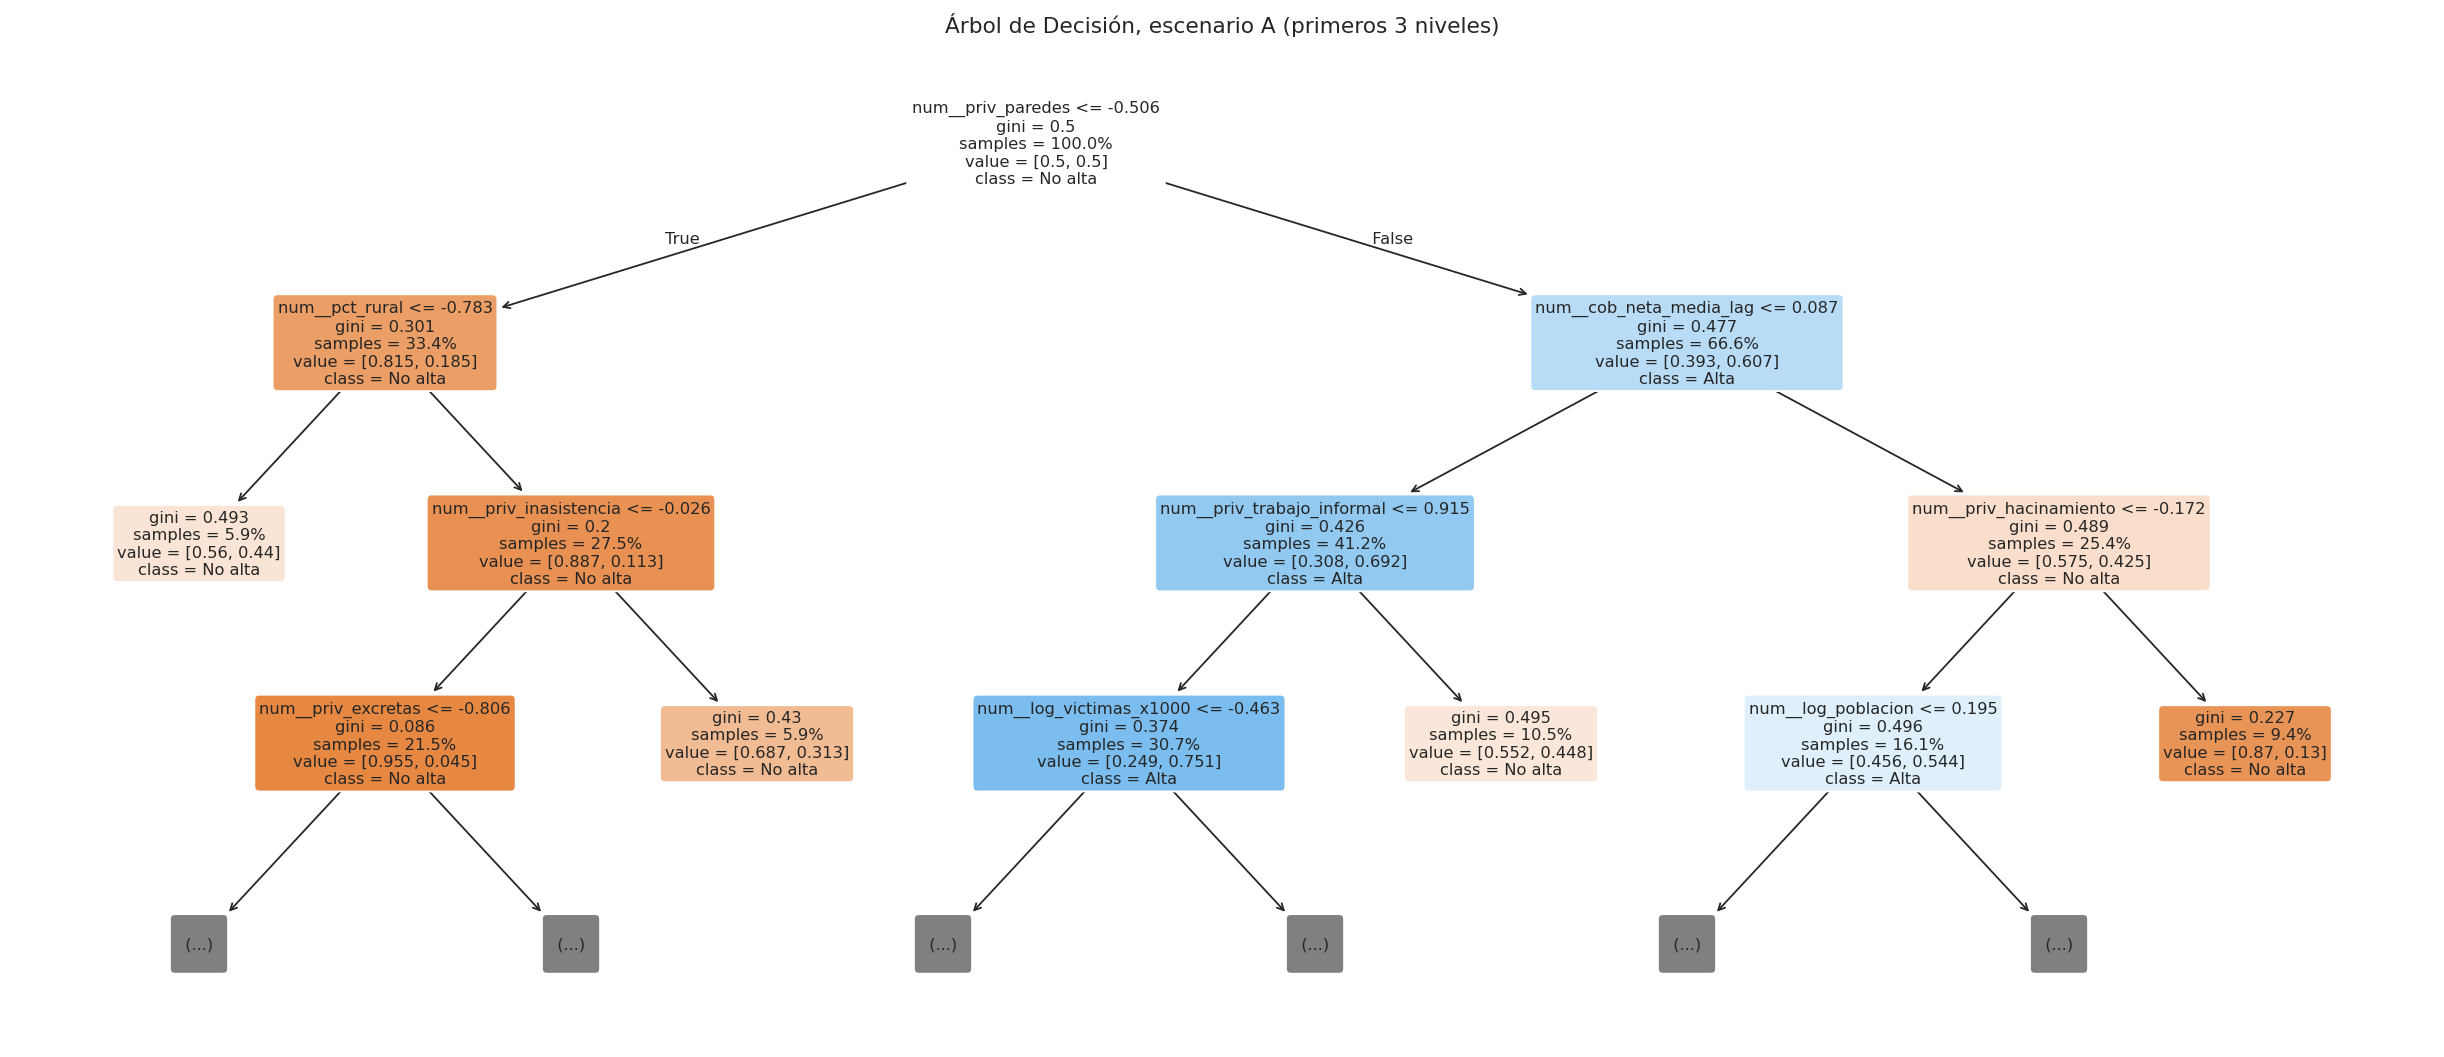 Árbol de Decisión, escenario A (primeros 3 niveles)
num__priv_paredes <= -0.506
gini = 0.5
samples = 100.0%
value = [0.5, 0.5]
class = No alta
True
False
num__pct_rural <= -0.783
gini = 0.301
samples = 33.4%
value = [0.815, 0.185]
class = No alta
num__cob_neta_media_lag <= 0.087
gini = 0.477
samples = 66.6%
value = [0.393, 0.607]
class = Alta
gini = 0.493
samples = 5.9%
value = [0.56, 0.44]
class = No alta
num__priv_inasistencia <= -0.026
gini = 0.2
samples = 27.5%
value = [0.887, 0.113]
class = No alta
num__priv_trabajo_informal <= 0.915
gini = 0.426
samples = 41.2%
value = [0.308, 0.692]
class = Alta
num__priv_hacinamiento <= -0.172
gini = 0.489
samples = 25.4%
value = [0.575, 0.425]
class = No alta
num__priv_excretas <= -0.806
gini = 0.086
samples = 21.5%
value = [0.955, 0.045]
class = No alta
gini = 0.43
samples = 5.9%
value = [0.687, 0.313]
class = No alta
num__log_victimas_x1000 <= -0.463
gini = 0.374
samples = 30.7%
value = [0.249, 0.751]
class = Alta
gini = 0.495
samples = 10.5%
value = [0.552, 0.448]
class = No alta
num__log_poblacion <= 0.195
gini = 0.496
samples = 16.1%
value = [0.456, 0.544]
class = Alta
gini = 0.227
samples = 9.4%
value = [0.87, 0.13]
class = No alta
(...)
(...)
(...)
(...)
(...)
(...)